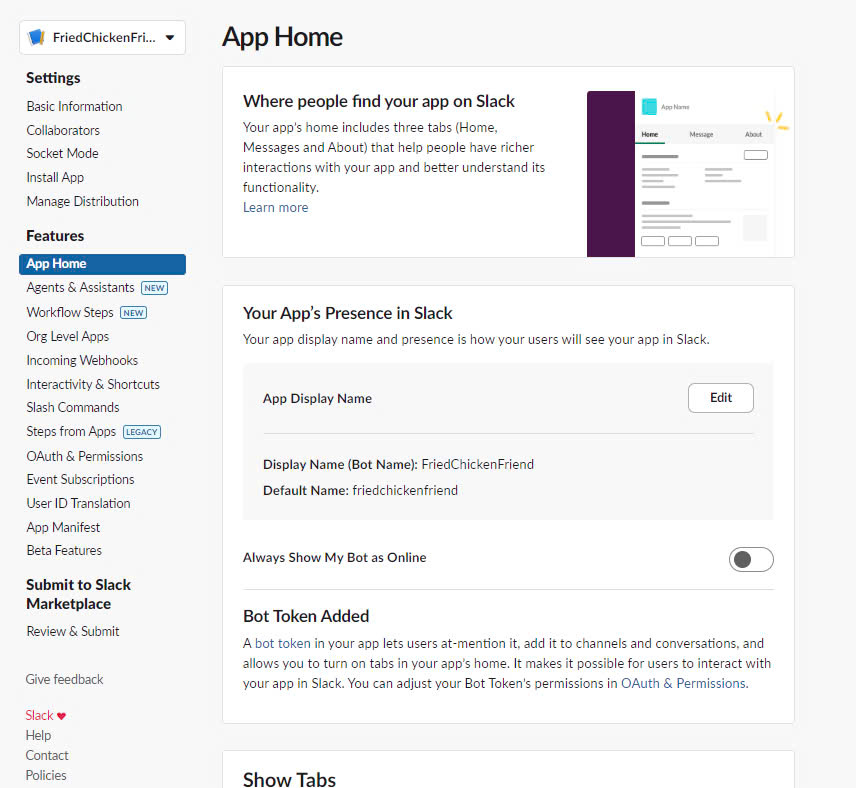 FriedChickenFri...
Settings
Basic Information
Collaborators
Socket Mode
Install App
Manage Distribution
Features
App Home
Agents & Assistants NEW
Workflow Steps NEW
Org Level Apps
Incoming Webhooks
Interactivity & Shortcuts
Slash Commands
Steps from Apps LEGACY
OAuth & Permissions
Event Subscriptions
User ID Translation
App Manifest
Beta Features
Submit to Slack
Marketplace
Review & Submit
Give feedback
Slack
Help
Contact
Policies
App Home
Where people find your app on Slack
Your app's home includes three tabs (Home,
Messages and About) that help people have richer
interactions with your app and better understand its
functionality.
Learn more
App Name
Home Message About
Your App’s Presence in Slack
Your app display name and presence is how your users will see your app in Slack.
App Display Name
Edit
Display Name (Bot Name): FriedChickenFriend
Default Name: friedchickenfriend
Always Show My Bot as Online
Bot Token Added
A bot token in your app lets users at-mention it, add it to channels and conversations, and
allows you to turn on tabs in your app's home. It makes it possible for users to interact with
your app in Slack. You can adjust your Bot Token's permissions in OAuth & Permissions.
Show Tabs